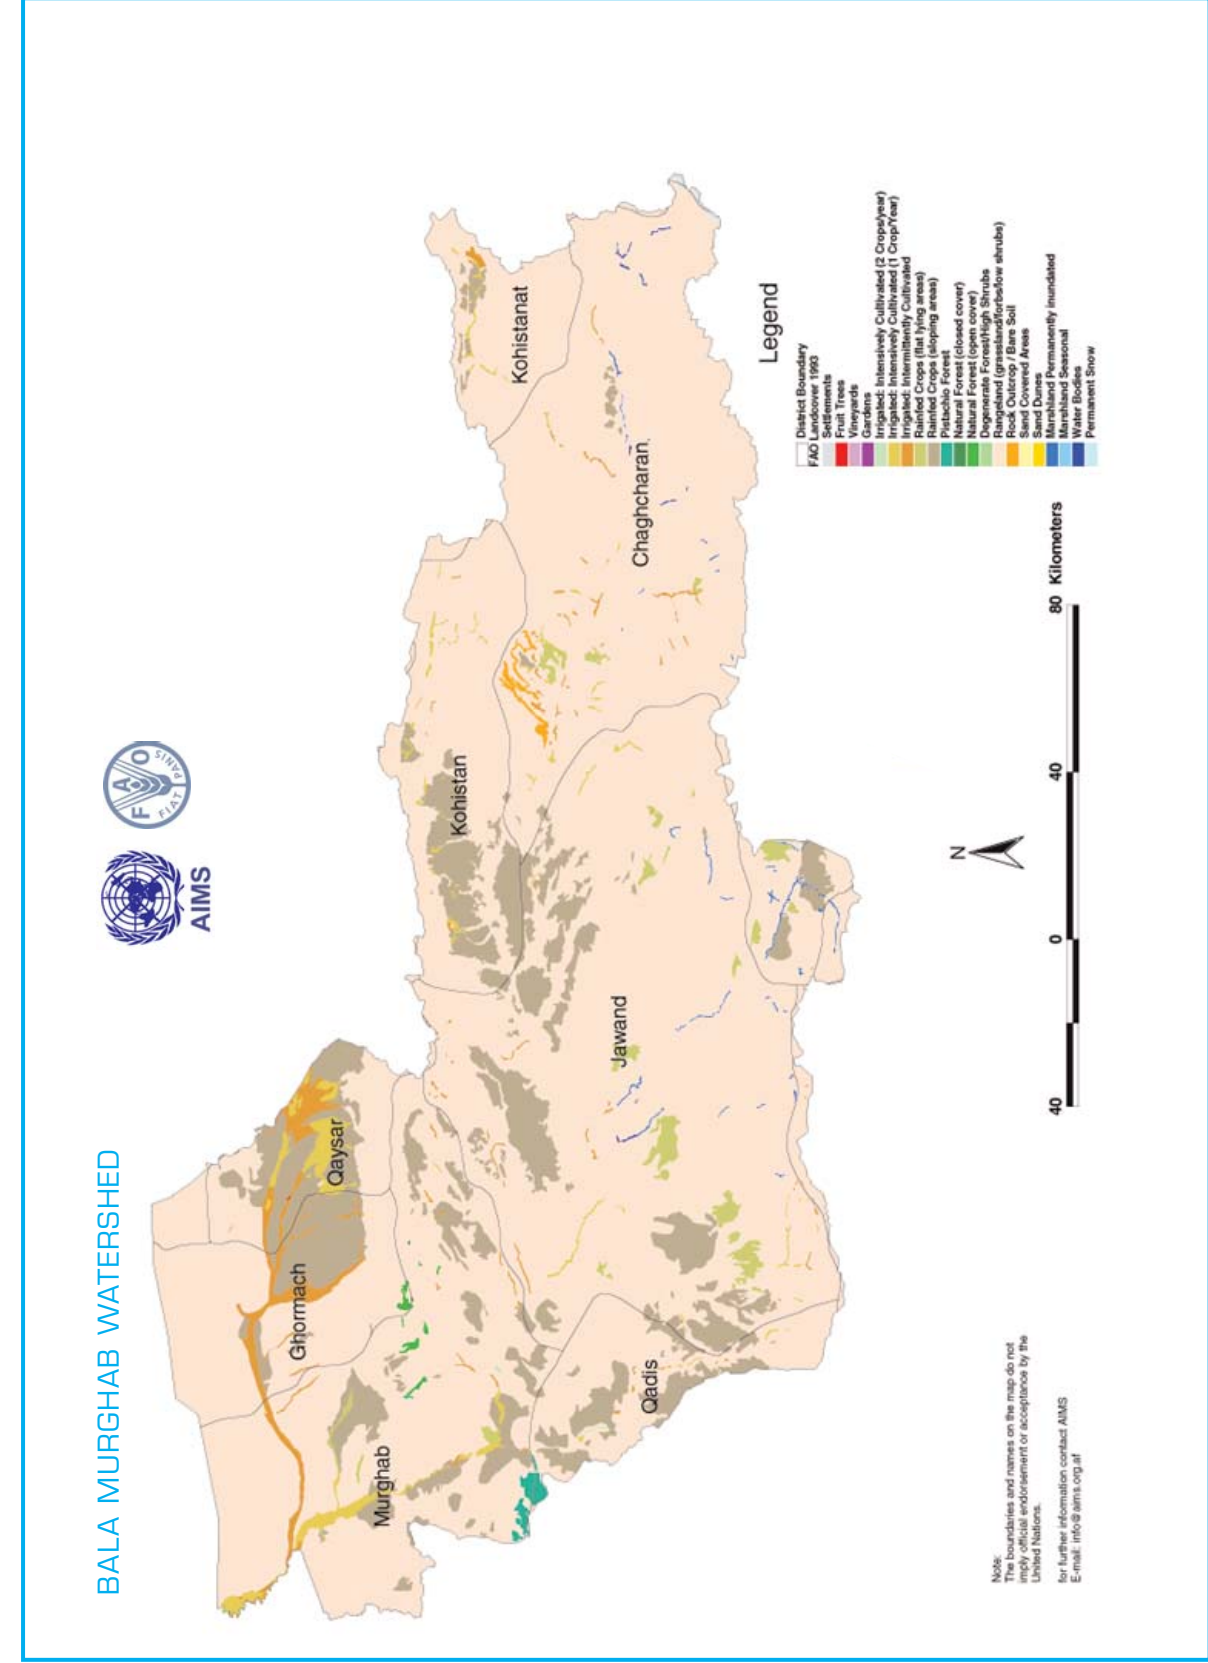 BALA MURGHAB WATERSHED
AIMS
F A O
FIAT PANIS
Murghab
Ghormach
Qaysar
Qadis
Jawand
Kohistan
Chaghcharan
Kohistanat
Note:
The boundaries and names on the map do not
imply official endorsement or acceptance by the
United Nations.
for further information contact AIMS
E-mail: info@aims.org.af
N
40 0 40 80 Kilometers
Legend
District Boundary
FAO Landcover 1993
Settlements
Fruit Trees
Vineyards
Gardens
Irrigated: Intensively Cultivated (2 Crops/year)
Irrigated: Intensively Cultivated (1 Crop/Year)
Irrigated: Intermittently Cultivated
Rainfed Crops (flat lying areas)
Rainfed Crops (sloping areas)
Pistachio Forest
Natural Forest (closed cover)
Natural Forest (open cover)
Degenerate Forest/High Shrubs
Rangeland (grassland/forbs/low shrubs)
Rock Outcrop / Bare Soil
Sand Covered Areas
Sand Dunes
Marshland Permanently inundated
Marshland Seasonal
Water Bodies
Permanent Snow